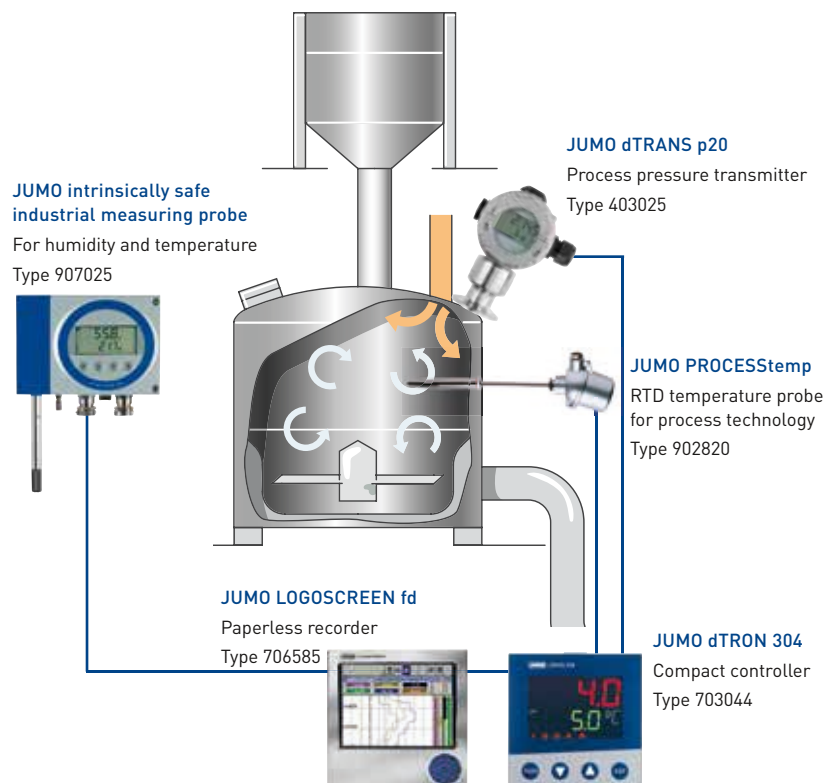 JUMO dTRANS p20
Process pressure transmitter
Type 403025
JUMO intrinsically safe
industrial measuring probe
For humidity and temperature
Type 907025
JUMO PROCESStemp
RTD temperature probe
for process technology
Type 902820
JUMO LOGOSCREEN fd
Paperless recorder
Type 706585
JUMO dTRON 304
Compact controller
Type 703044
4.0
5.0 °C